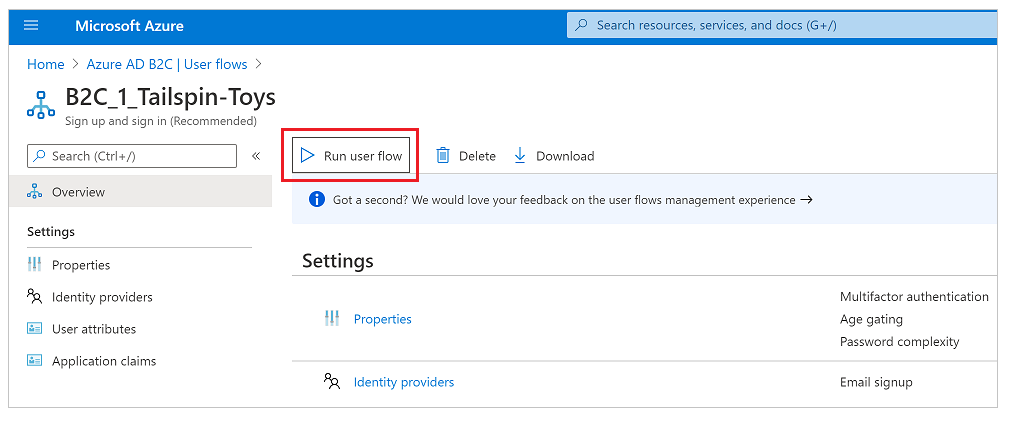 Microsoft Azure
Search resources, services, and docs (G+/)
Home > Azure AD B2C | User flows >
B2C_1_Tailspin-Toys
Sign up and sign in (Recommended)
Search (Ctrl+/) «
Run user flow Delete Download
Overview
Got a second? We would love your feedback on the user flows management experience →
Settings
Properties
Identity providers
User attributes
Application claims
Settings
Properties
Multifactor authentication
Age gating
Password complexity
Identity providers
Email signup